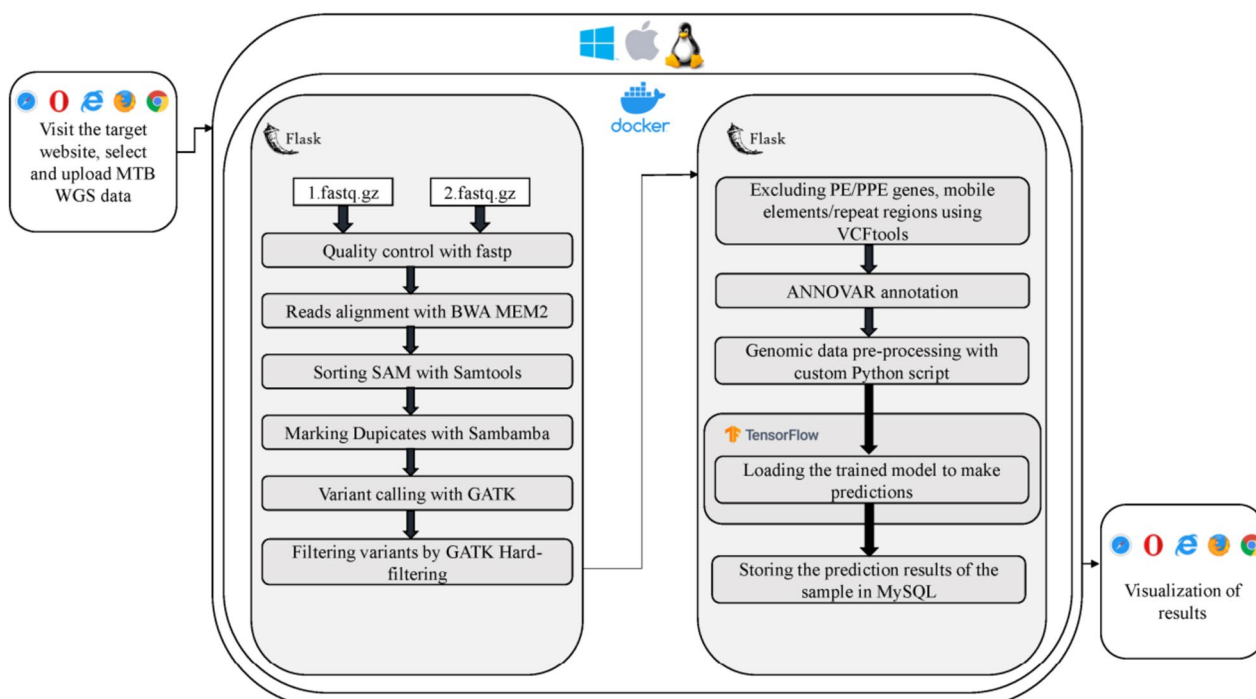 Visit the target
website, select
and upload MTB
WGS data
docker
Flask
1.fastq.gz
2.fastq.gz
Quality control with fastp
Reads alignment with BWA MEM2
Sorting SAM with Samtools
Marking Dupicates with Sambamba
Variant calling with GATK
Filtering variants by GATK Hard-
filtering
Flask
Excluding PE/PPE genes, mobile
elements/repeat regions using
VCFtools
ANNOVAR annotation
Genomic data pre-processing with
custom Python script
TensorFlow
Loading the trained model to make
predictions
Storing the prediction results of the
sample in MySQL
Visualization of
results